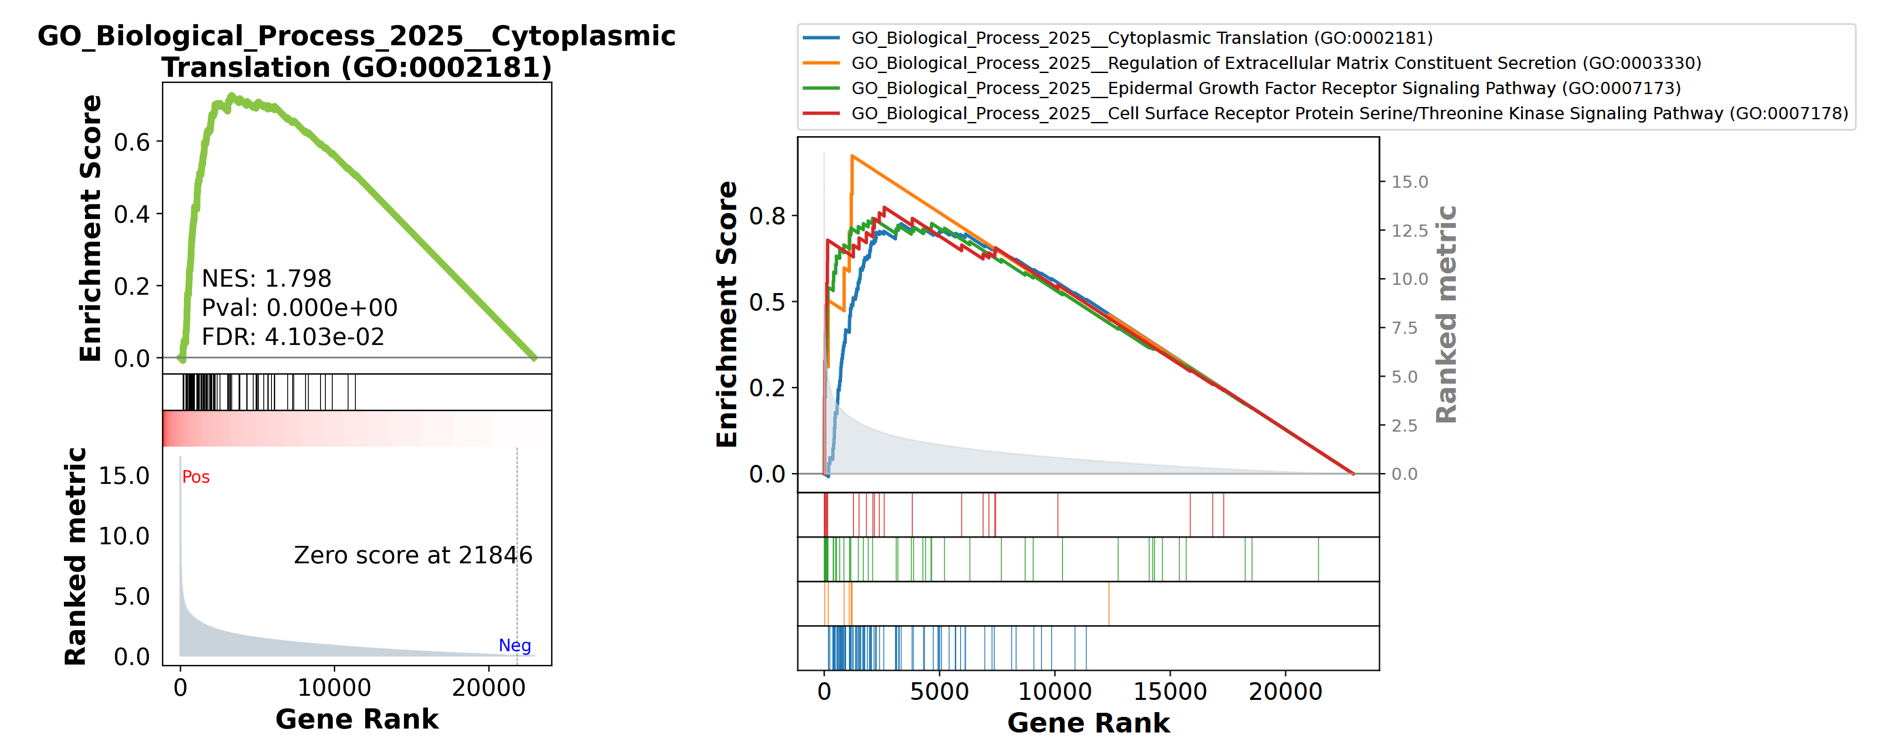 GO_Biological_Process_2025__Cytoplasmic
Translation (GO:0002181)
Enrichment Score
0.6
0.4
0.2
0.0
NES: 1.798
Pval: 0.000e+00
FDR: 4.103e-02
Ranked metric
15.0
10.0
5.0
0.0
Pos
Zero score at 21846
Neg
0
10000
20000
Gene Rank
GO_Biological_Process_2025__Cytoplasmic Translation (GO:0002181)
GO_Biological_Process_2025__Regulation of Extracellular Matrix Constituent Secretion (GO:0003330)
GO_Biological_Process_2025__Epidermal Growth Factor Receptor Signaling Pathway (GO:0007173)
GO_Biological_Process_2025__Cell Surface Receptor Protein Serine/Threonine Kinase Signaling Pathway (GO:0007178)
Enrichment Score
0.8
0.5
0.2
0.0
15.0
12.5
10.0
7.5
5.0
2.5
0.0
Ranked metric
0
5000
10000
15000
20000
Gene Rank